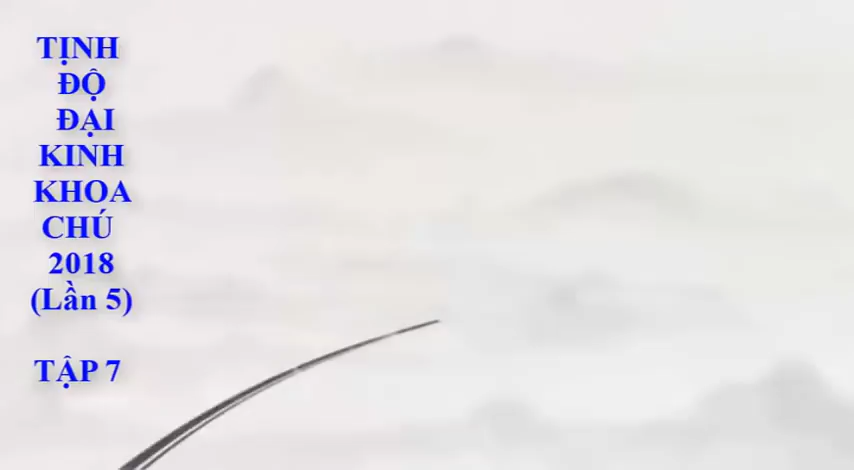 TỊNH
ĐỘ
ĐẠI
KINH
KHOA
CHÚ
2018
(Lần 5)
TẬP 7